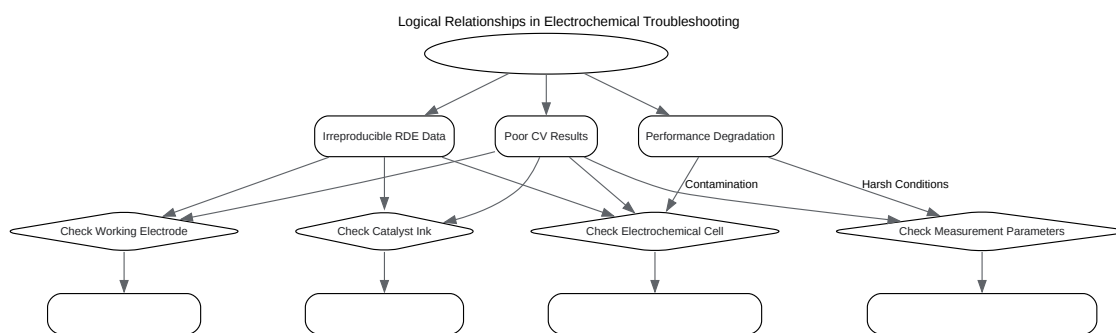 Logical Relationships in Electrochemical Troubleshooting
Irreproducible RDE Data
Poor CV Results
Performance Degradation
Contamination
Harsh Conditions
Check Working Electrode
Check Catalyst Ink
Check Electrochemical Cell
Check Measurement Parameters